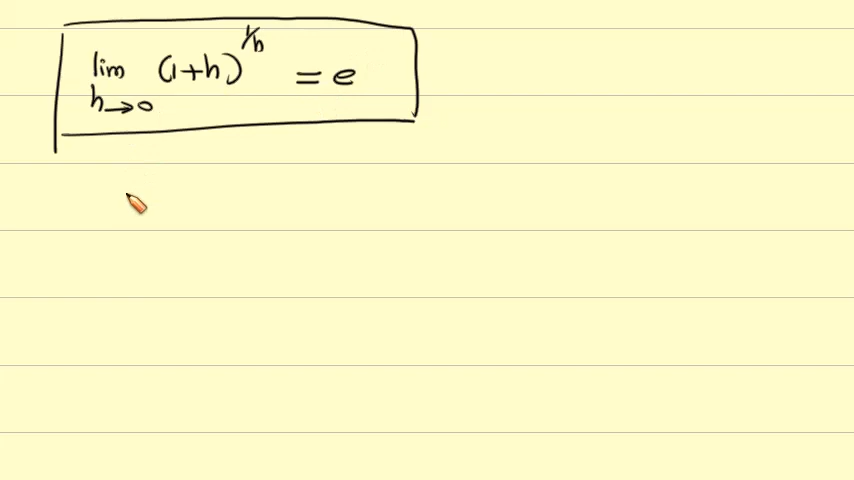 lim (1+h)^{1/h} = e
h→0